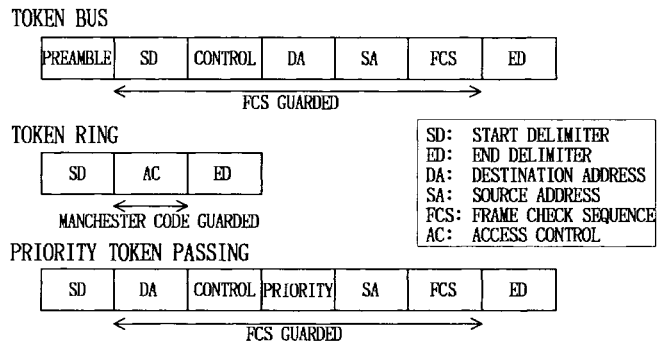 TOKEN BUS
PREAMBLE SD CONTROL DA SA FCS ED
FCS GUARDED
TOKEN RING
SD AC ED
MANCHESTER CODE GUARDED
SD: START DELIMITER
ED: END DELIMITER
DA: DESTINATION ADDRESS
SA: SOURCE ADDRESS
FCS: FRAME CHECK SEQUENCE
AC: ACCESS CONTROL
PRIORITY TOKEN PASSING
SD DA CONTROL PRIORITY SA FCS ED
FCS GUARDED